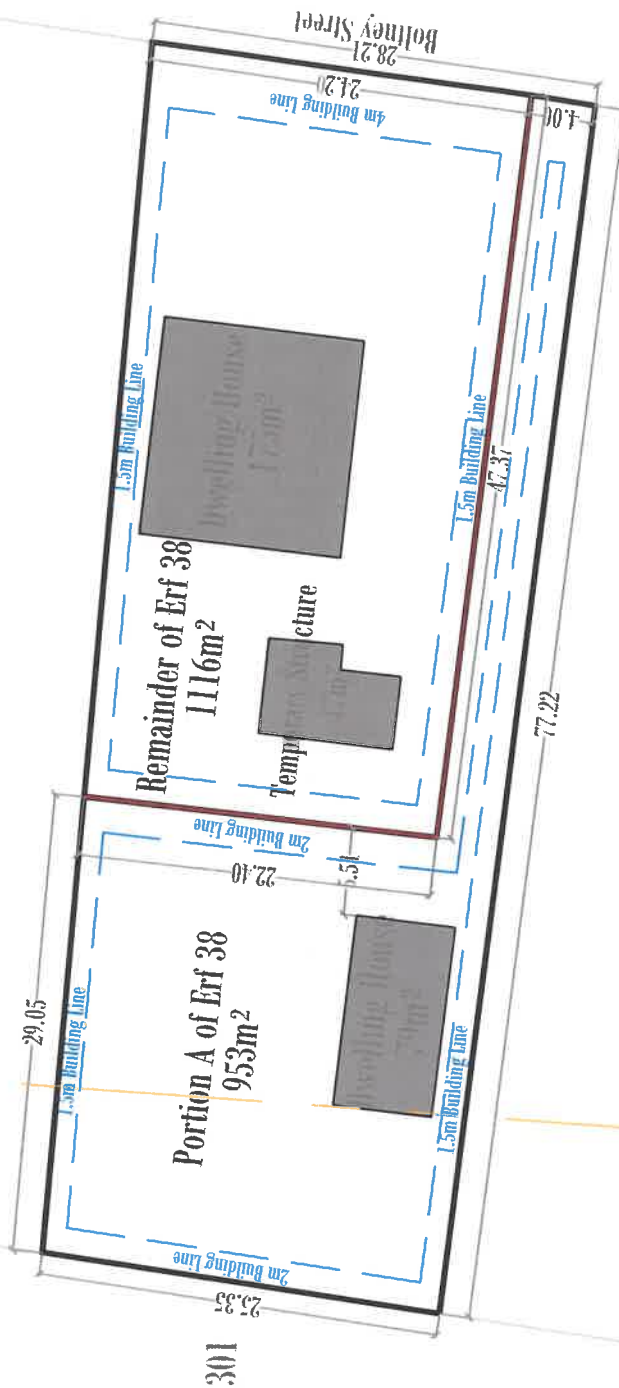 Boltney Street
28.21
24.20
4.00
4m Building Line
1.5m Building Line
Dwelling House
1.5m Building Line
47.37
Remainder of Erf 38
1116m²
Temporary Structure
77.22
2m Building Line
22.40
29.05
Portion A of Erf 38
953m²
Dwelling House
79m²
1.5m Building Line
1.5m Building Line
2m Building Line
25.35
301